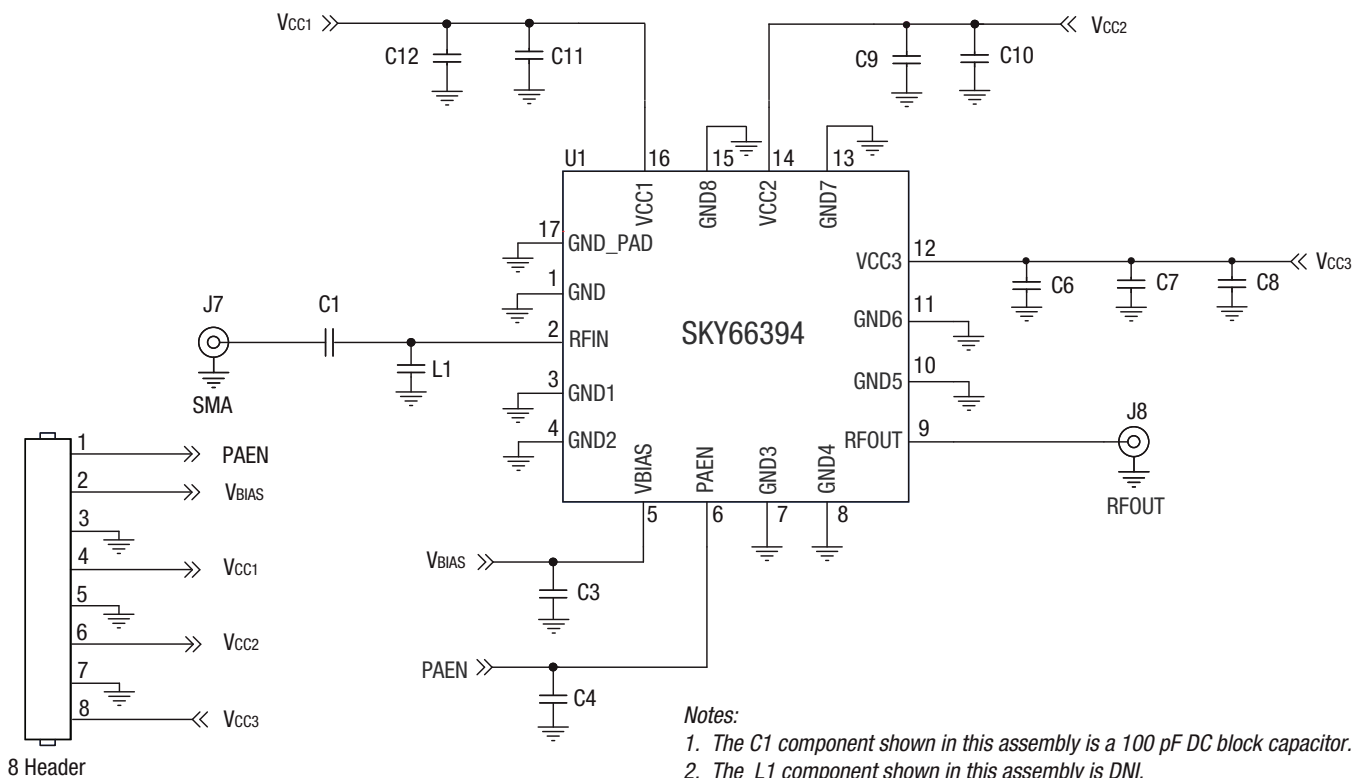 VCC1
VCC2
C12
C11
C9
C10
U1
16
15
14
13
VCC1
GND8
VCC2
GND7
17
GND_PAD
VCC3
12
VCC3
1
GND
C6
C7
C8
J7
C1
2
RFIN
SKY66394
GND6
11
L1
SMA
3
GND1
GND5
10
4
GND2
RFOUT
9
J8
RFOUT
VBIAS
PAEN
GND3
GND4
5
6
7
8
1
PAEN
2
VBIAS
3
4
VCC1
5
6
VCC2
7
8
VCC3
8 Header
VBIAS
C3
PAEN
C4
Notes:
1. The C1 component shown in this assembly is a 100 pF DC block capacitor.
2. The L1 component shown in this assembly is DNI.